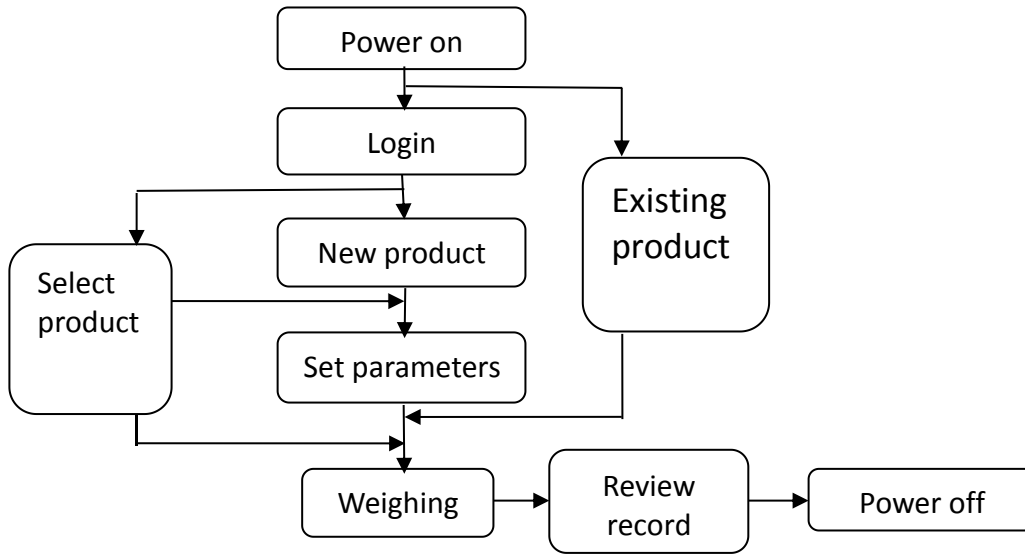 Power on
Login
Existing
product
New product
Select
product
Set parameters
Weighing
Review
record
Power off